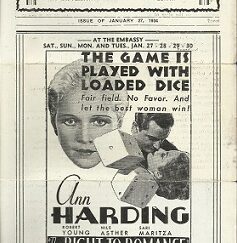 ISSUE OF JANUARY 27, 1934
AT THE EMBASSY
SAT., SUN., MON. AND TUES., JAN. 27 - 28 - 29 - 30
THE GAME IS
PLAYED WITH
LOADED DICE
Fair field. No Favor. And
let the best woman win!
Ann
HARDING
ROBERT NILS SARI
YOUNG ASTHER MARITZA
RIGHT TO ROMANCE